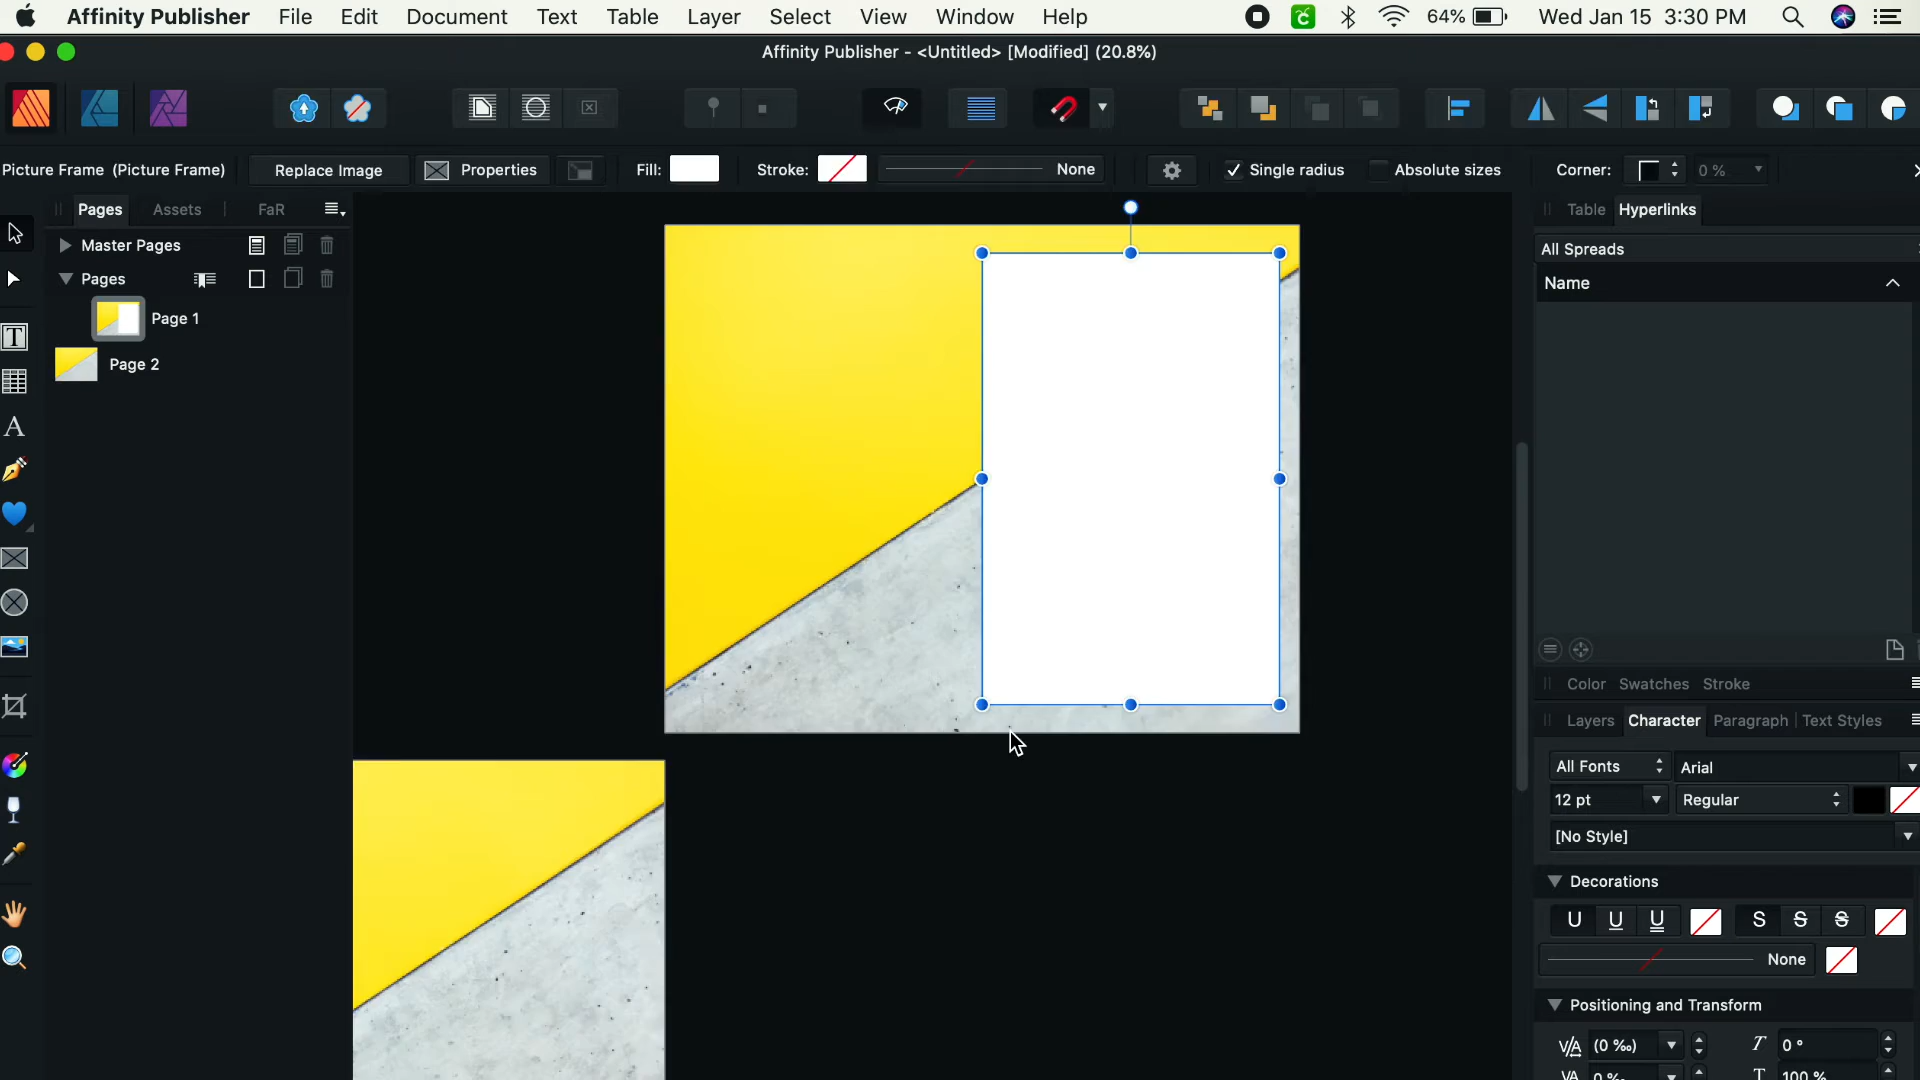 Affinity Publisher File Edit Document Text Table Layer Select View Window Help 64% Wed Jan 15 3:30 PM
Affinity Publisher - <Untitled> [Modified] (20.8%)
Picture Frame (Picture Frame) Replace Image Properties Fill: Stroke: None Single radius Absolute sizes Corner: 0 %
Pages Assets FaR Table Hyperlinks
Master Pages
All Spreads
Pages
Name
Page 1
Page 2
Color Swatches Stroke
Layers Character Paragraph Text Styles
All Fonts Arial
12 pt Regular
[No Style]
Decorations
U U U S S S
None
Positioning and Transform
V/A (0 ‰) T 0 °
VA 0 ‰ T 100 %